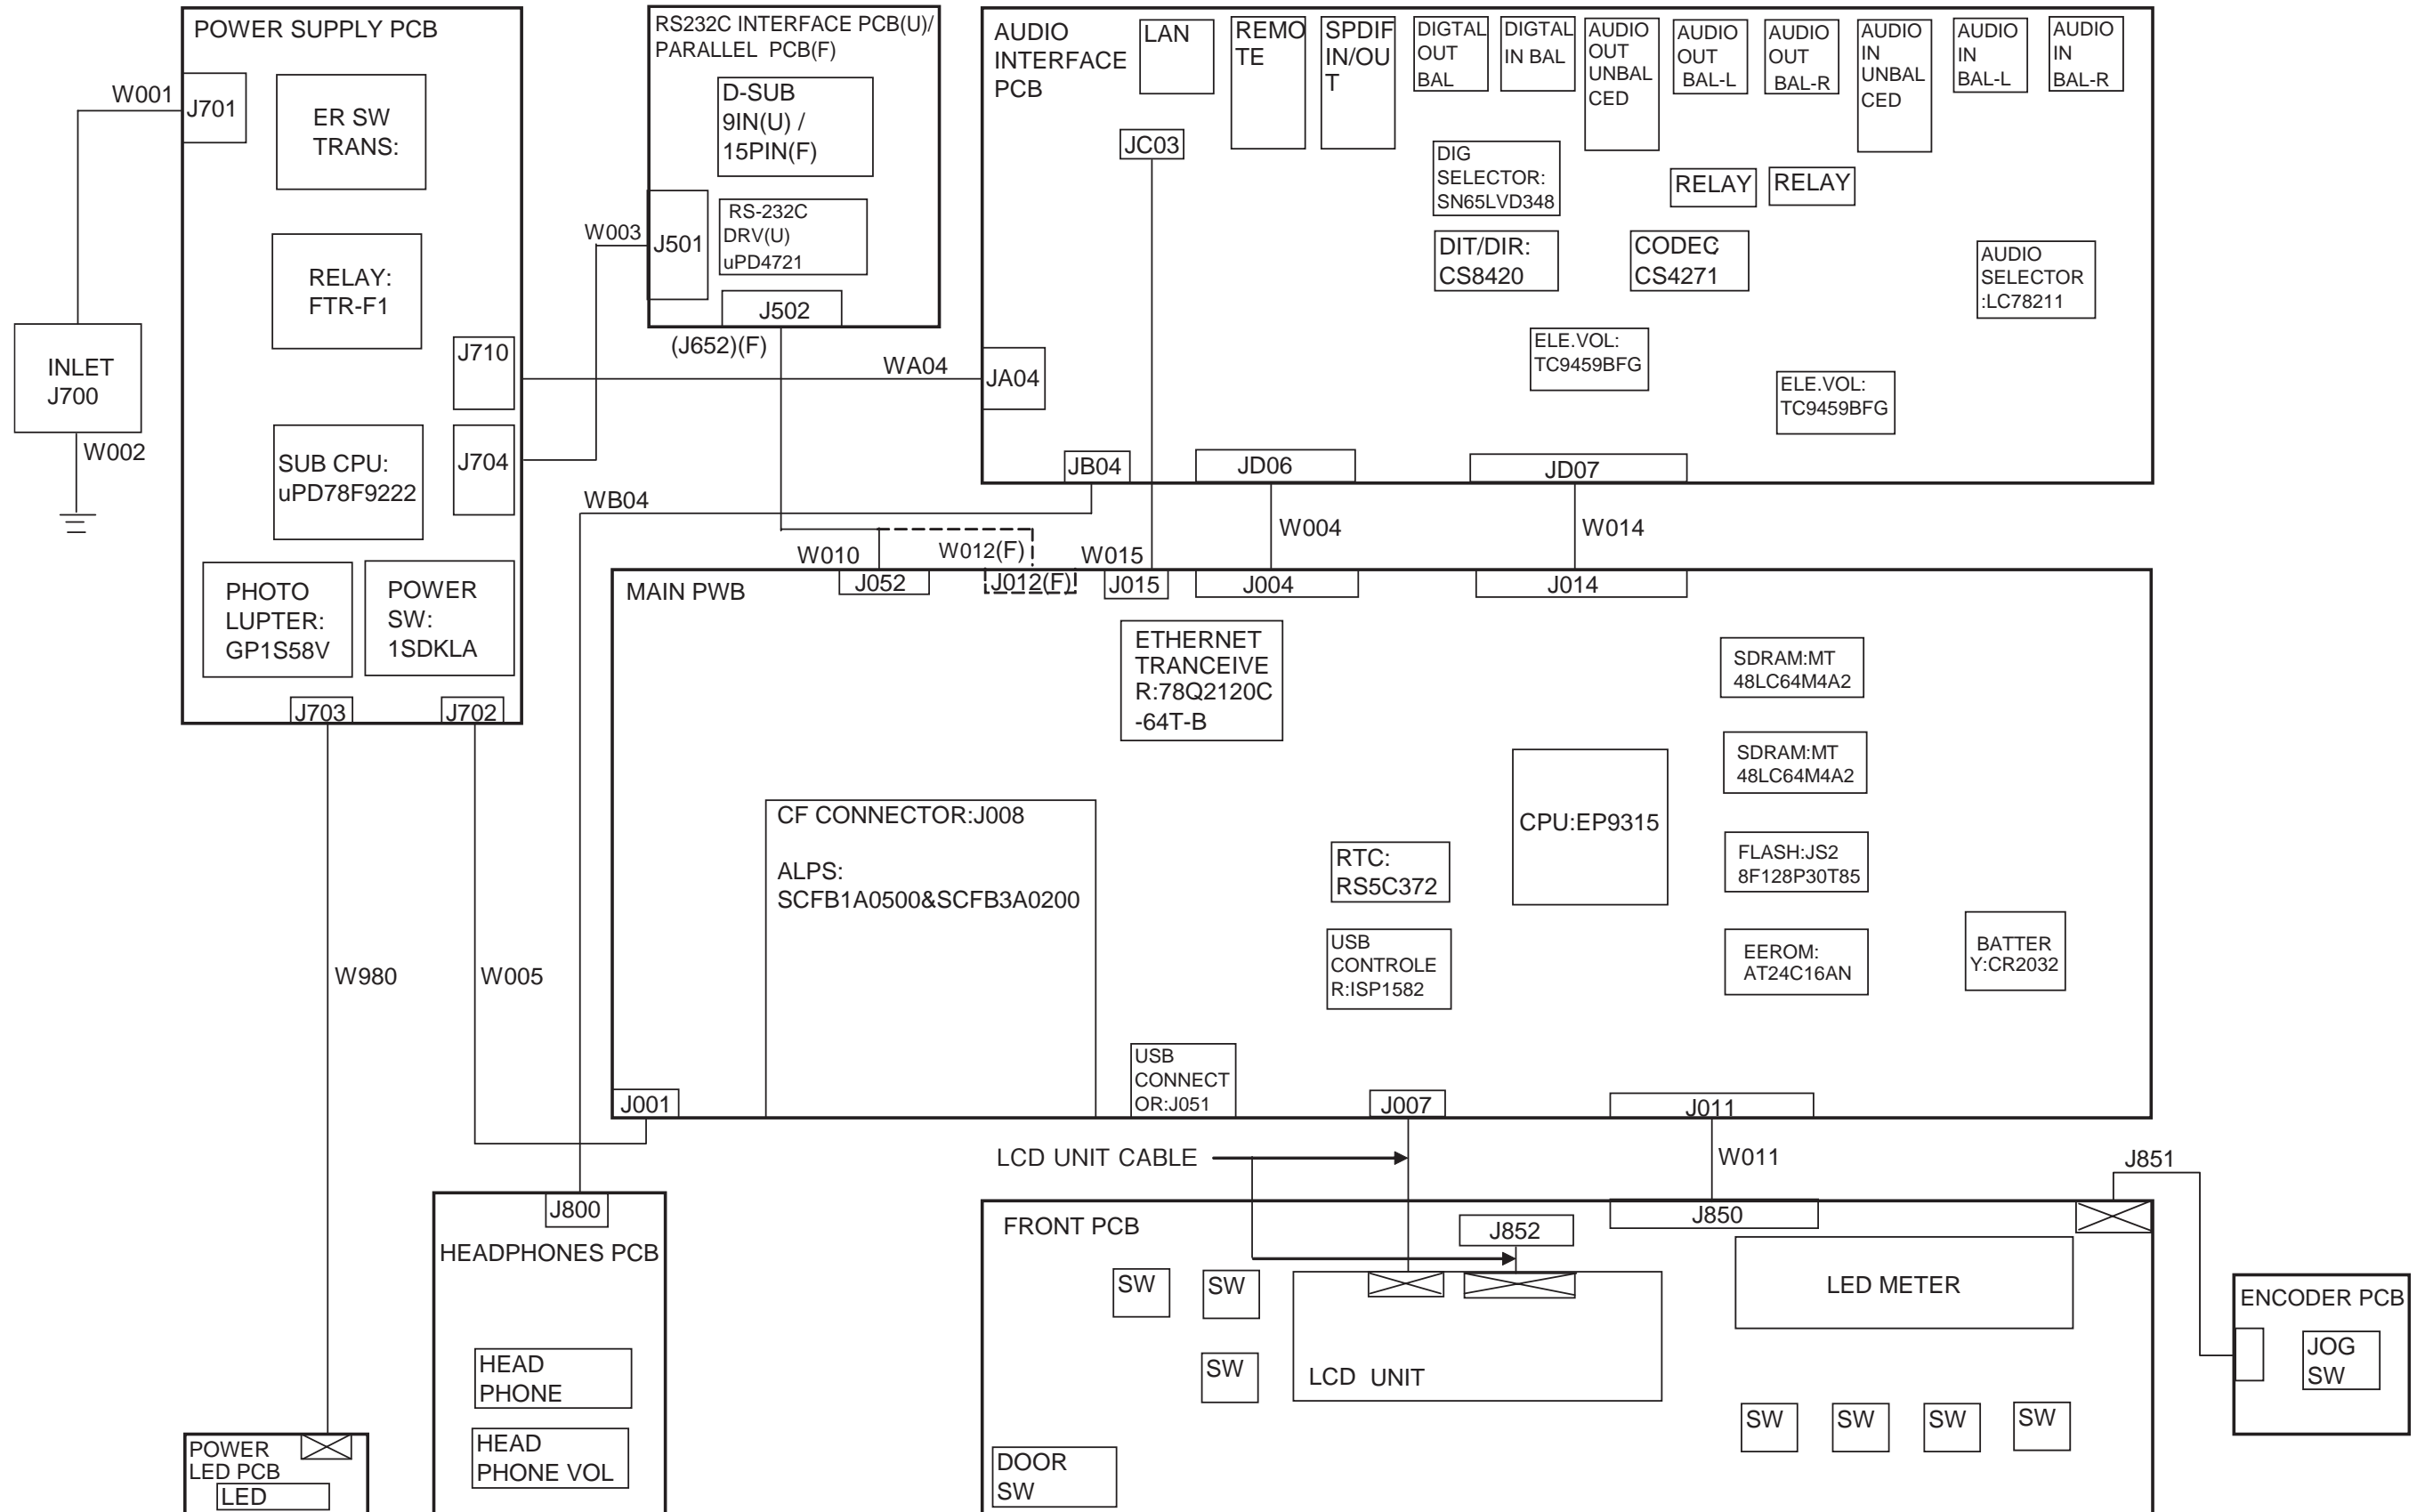 POWER SUPPLY PCB
W001
J701
ER SW
TRANS:
RELAY:
FTR-F1
J710
INLET
J700
W002
SUB CPU:
uPD78F9222
J704
PHOTO
LUPTER:
GP1S58V
POWER
SW:
1SDKLA
J703
J702
RS232C INTERFACE PCB(U)/
PARALLEL PCB(F)
D-SUB
9IN(U) /
15PIN(F)
W003
J501
RS-232C
DRV(U)
uPD4721
J502
(J652)(F)
WA04
WB04
AUDIO
INTERFACE
PCB
LAN
REMO
TE
SPDIF
IN/OU
T
DIGTAL
OUT
BAL
DIGTAL
IN BAL
AUDIO
OUT
UNBAL
CED
AUDIO
OUT
BAL-L
AUDIO
OUT
BAL-R
AUDIO
IN
UNBAL
CED
AUDIO
IN
BAL-L
AUDIO
IN
BAL-R
JC03
DIG
SELECTOR:
SN65LVD348
RELAY
RELAY
DIT/DIR:
CS8420
CODEC:
CS4271
AUDIO
SELECTOR
:LC78211
ELE.VOL:
TC9459BFG
ELE.VOL:
TC9459BFG
JA04
JB04
JD06
JD07
W004
W014
W010
W012(F)
W015
MAIN PWB
J052
J012(F)
J015
J004
J014
ETHERNET
TRANCEIVE
R:78Q2120C
-64T-B
SDRAM:MT
48LC64M4A2
SDRAM:MT
48LC64M4A2
CF CONNECTOR:J008
ALPS:
SCFB1A0500&SCFB3A0200
CPU:EP9315
RTC:
RS5C372
FLASH:JS2
8F128P30T85
USB
CONTROLE
R:ISP1582
EEROM:
AT24C16AN
BATTER
Y:CR2032
W980
W005
J001
USB
CONNECT
OR:J051
J007
J011
LCD UNIT CABLE
W011
J851
J800
HEADPHONES PCB
HEAD
PHONE
HEAD
PHONE VOL
POWER
LED PCB
LED
FRONT PCB
J852
J850
SW
SW
SW
LCD UNIT
LED METER
SW
SW
SW
SW
DOOR
SW
ENCODER PCB
JOG
SW